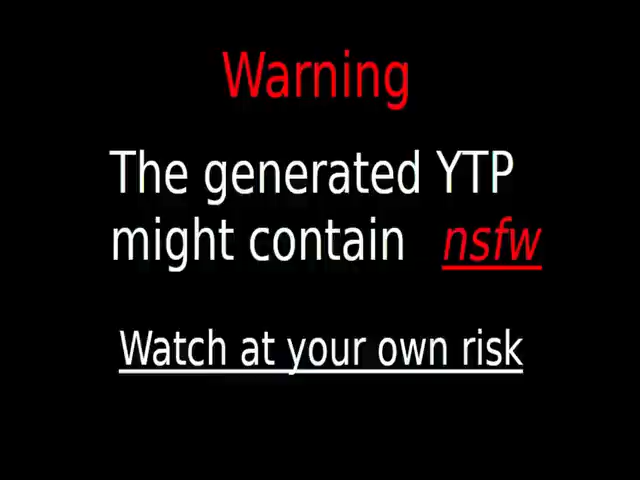 Warning
The generated YTP
might contain nsfw
Watch at your own risk